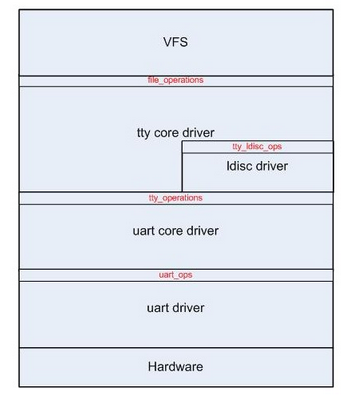 VFS
file_operations
tty core driver
tty_ldisc_ops
ldisc driver
tty_operations
uart core driver
uart_ops
uart driver
Hardware